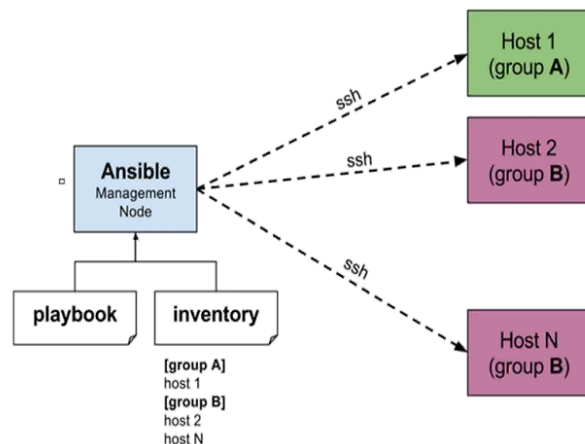 Host 1
(group A)
ssh
Host 2
(group B)
ssh
Ansible
Management
Node
ssh
playbook
inventory
Host N
(group B)
[group A]
host 1
[group B]
host 2
host N